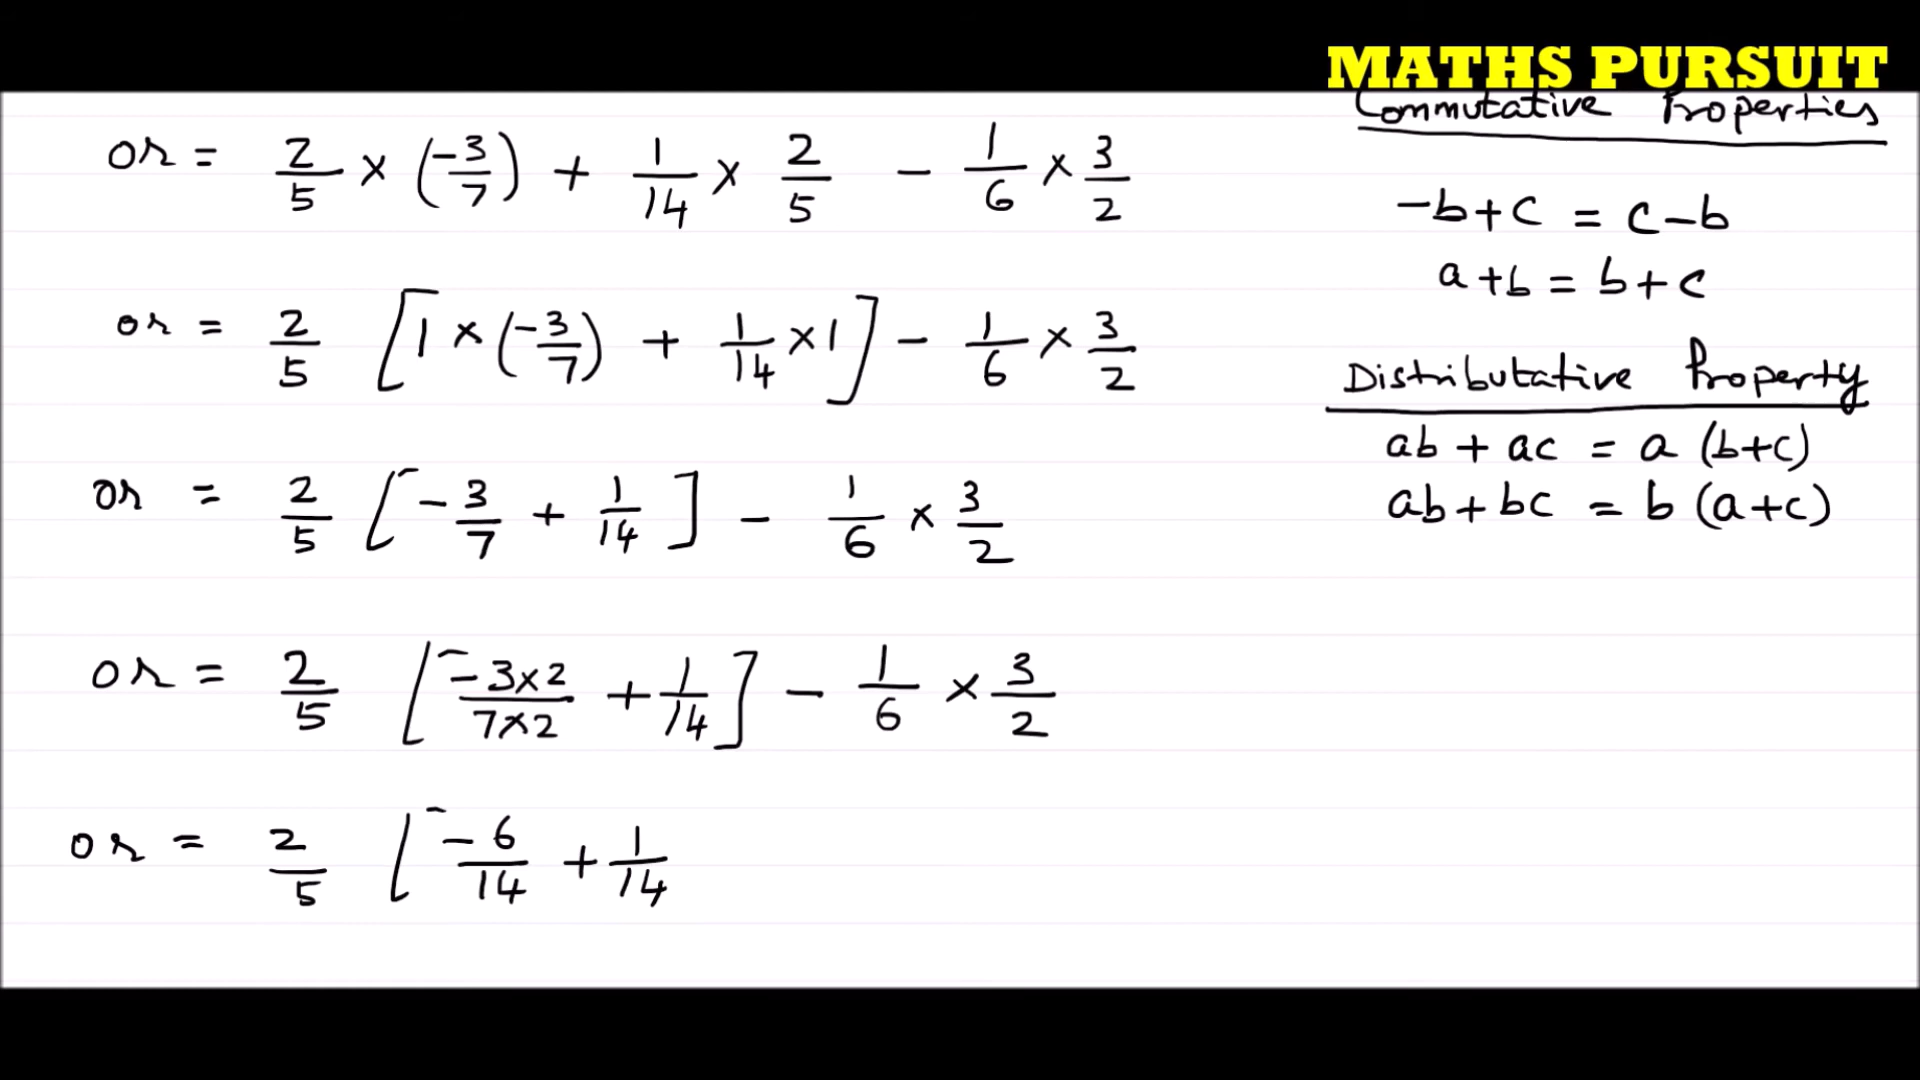 MATHS PURSUIT
Commutative Properties
or = 2/5 × (-3/7) + 1/14 × 2/5 - 1/6 × 3/2
-b+c = c-b
a+b = b+c
or = 2/5 [1 × (-3/7) + 1/14 × 1] - 1/6 × 3/2
Distributative Property
ab + ac = a (b+c)
or = 2/5 [-3/7 + 1/14] - 1/6 × 3/2
ab + bc = b (a+c)
or = 2/5 [-3×2/7×2 + 1/14] - 1/6 × 3/2
or = 2/5 [-6/14 + 1/14